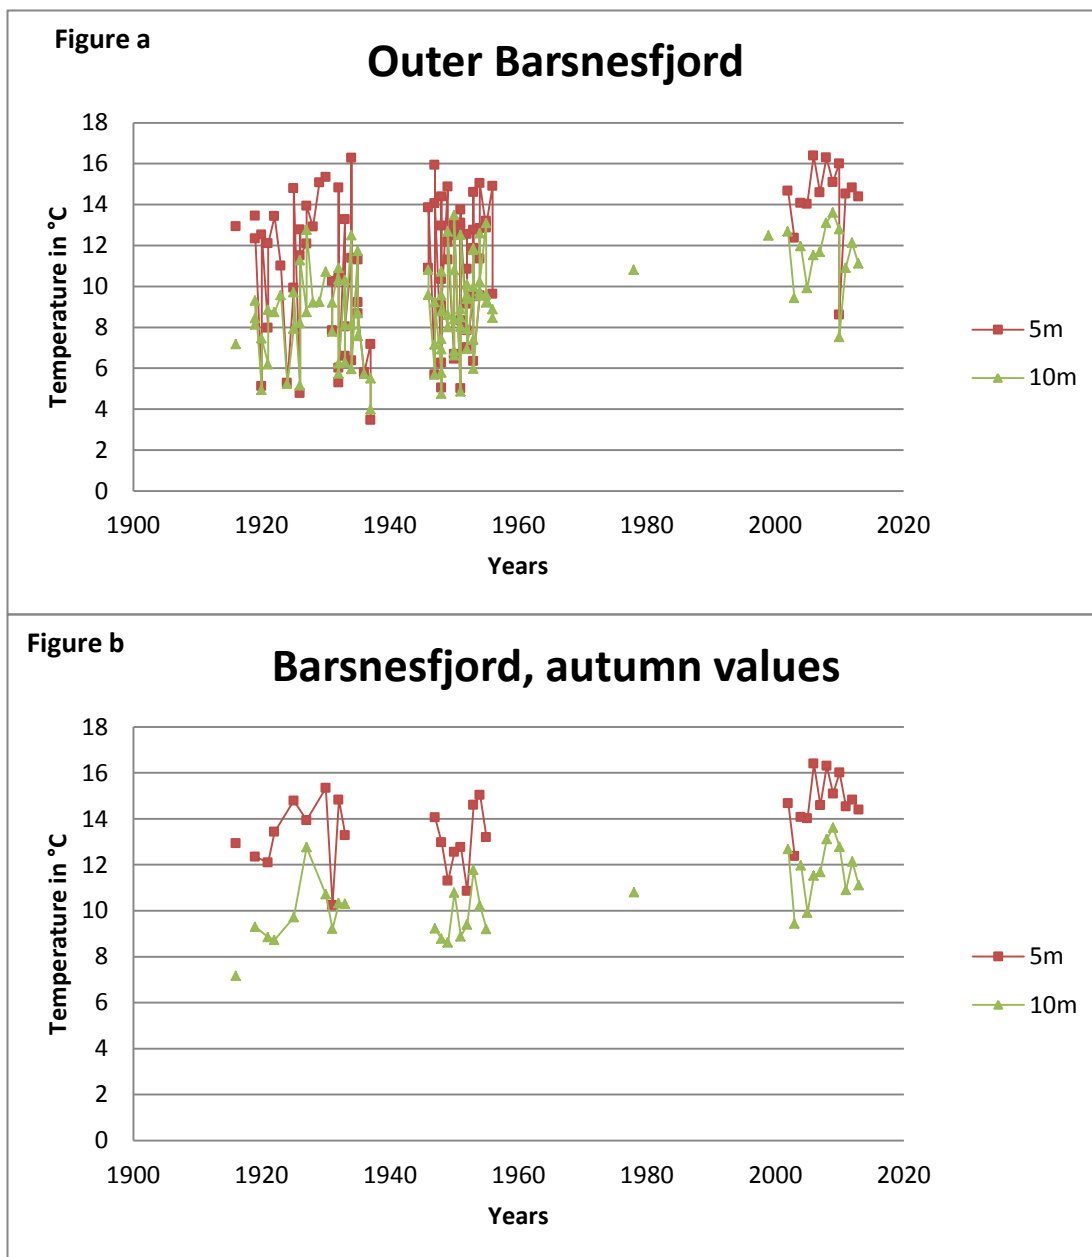 Figure a
Outer Barsnesfjord
18
16
14
12
10
8
6
4
2
0
Temperature in °C
1900 1920 1940 1960 1980 2000 2020
Years
5m
10m
Figure b
Barsnesfjord, autumn values
18
16
14
12
10
8
6
4
2
0
Temperature in °C
1900 1920 1940 1960 1980 2000 2020
Years
5m
10m